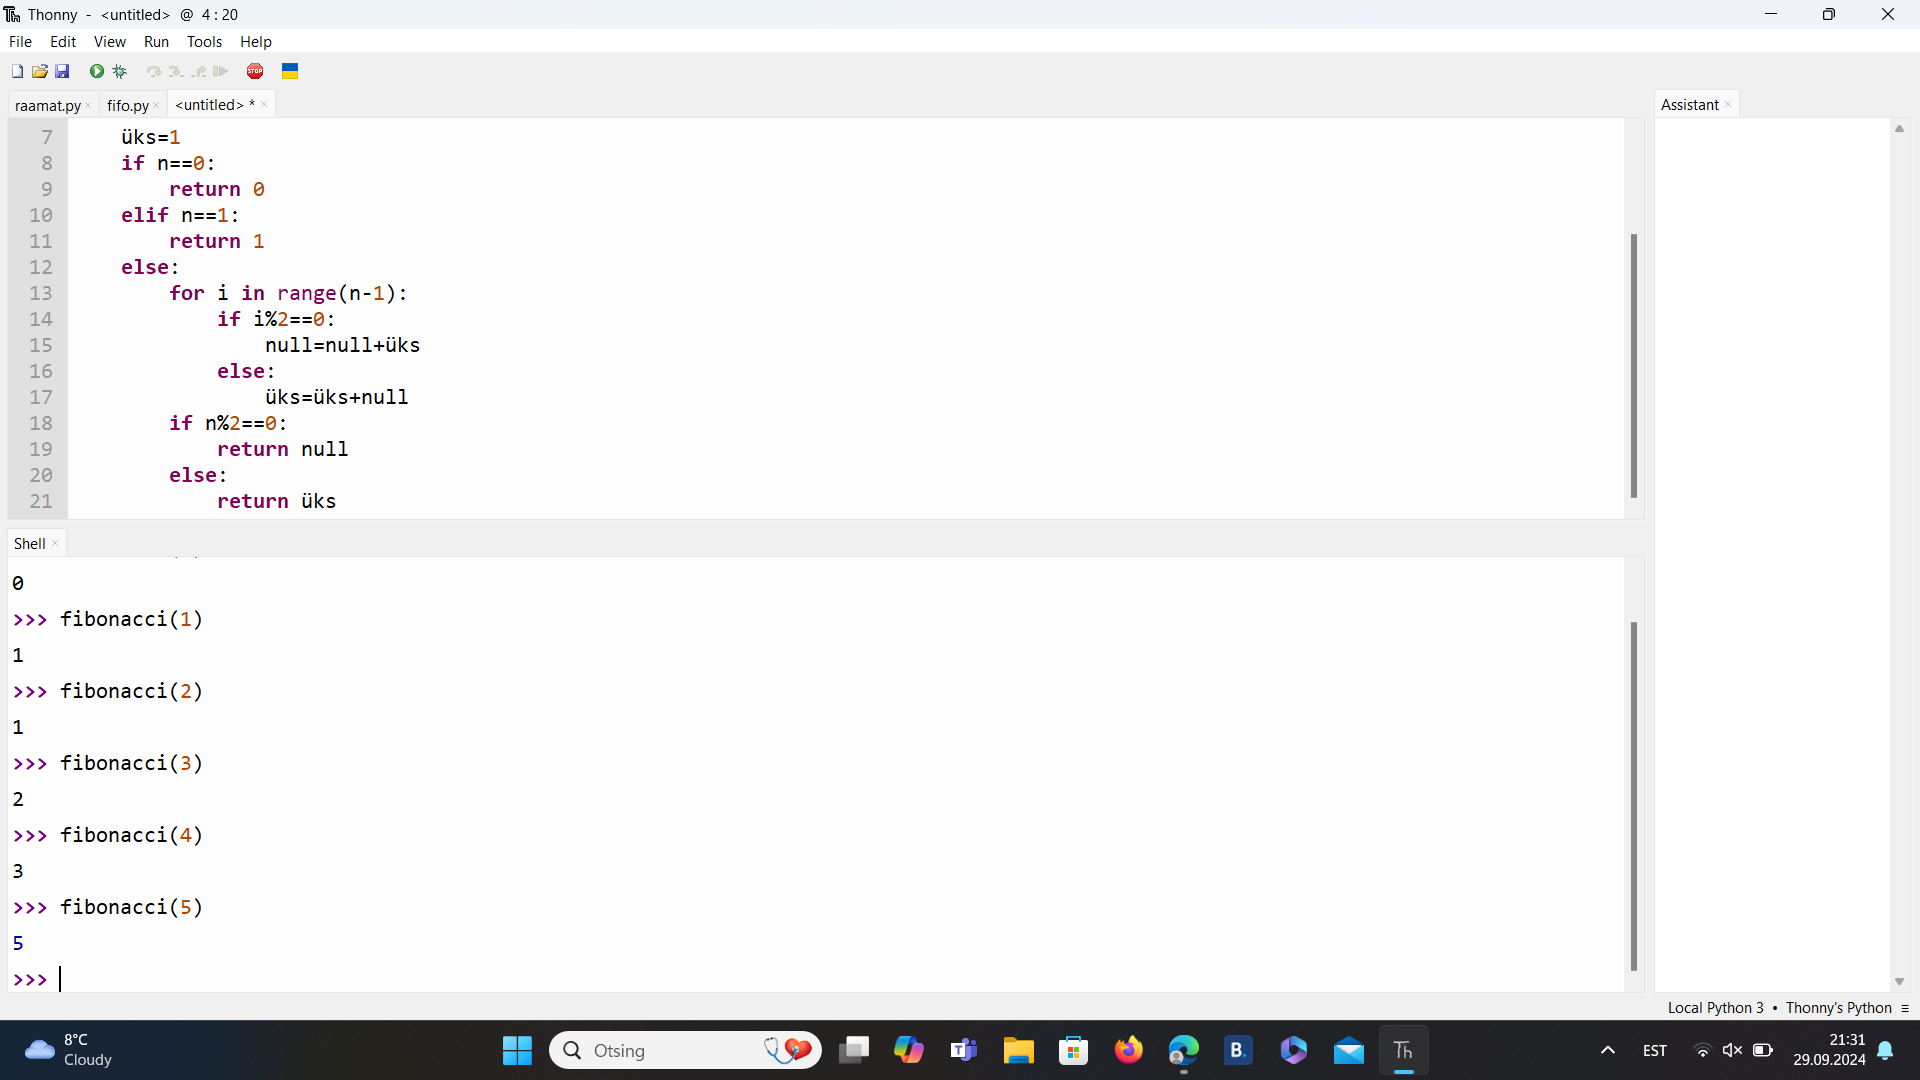 Thonny - <untitled> @ 4:20
File Edit View Run Tools Help
STOP
raamat.py × fifo.py × <untitled> * ×
Assistant ×
7 üks=1
8 if n==0:
9 return 0
10 elif n==1:
11 return 1
12 else:
13 for i in range(n-1):
14 if i%2==0:
15 null=null+üks
16 else:
17 üks=üks+null
18 if n%2==0:
19 return null
20 else:
21 return üks
Shell ×
0
>>> fibonacci(1)
1
>>> fibonacci(2)
1
>>> fibonacci(3)
2
>>> fibonacci(4)
3
>>> fibonacci(5)
5
>>>
Local Python 3 • Thonny's Python ≡
8°C
Cloudy
Otsing
T
B.
Th
EST
21:31
29.09.2024